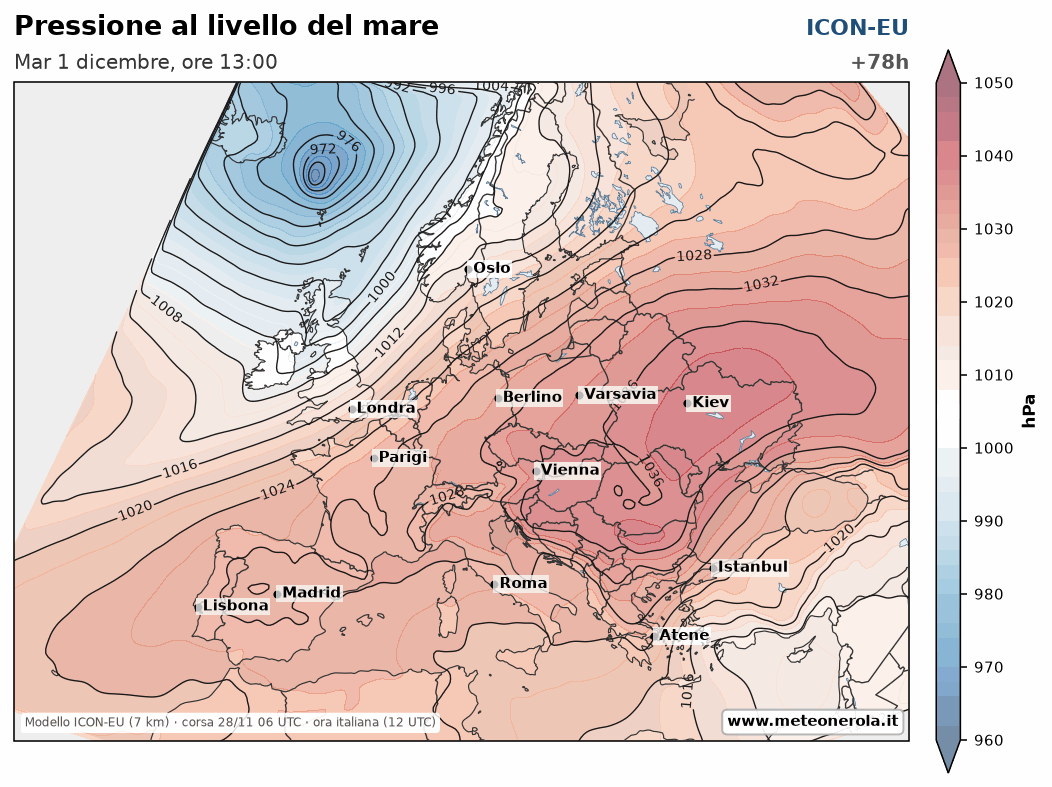 Pressione al livello del mare
ICON-EU
Mar 1 dicembre, ore 13:00
+78h
992
996
1004
976
972
1008
1000
1012
1016
1020
1024
1028
1032
1036
1028
1020
1016
Oslo
Londra
Berlino
Varsavia
Kiev
Parigi
Vienna
Istanbul
Madrid
Lisbona
Roma
Atene
1050
1040
1030
1020
1010
1000
990
980
970
960
hPa
Modello ICON-EU (7 km) · corsa 28/11 06 UTC · ora italiana (12 UTC)
www.meteonerola.it